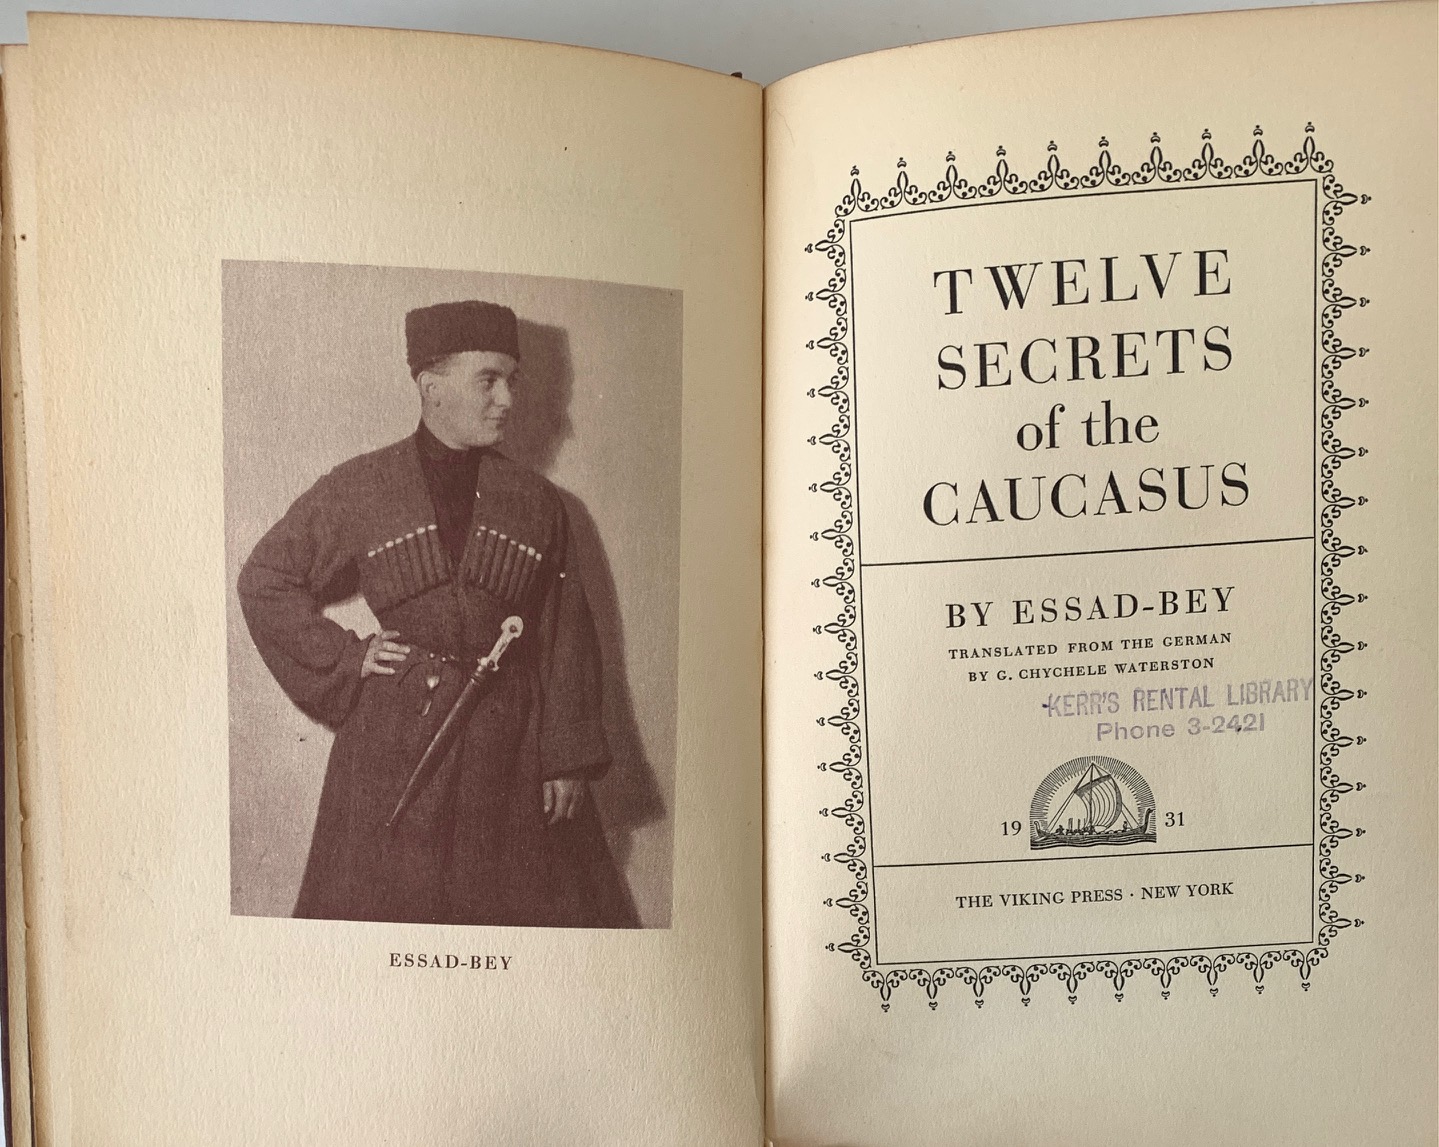 ESSAD-BEY
TWELVE
SECRETS
of the
CAUCASUS
BY ESSAD-BEY
TRANSLATED FROM THE GERMAN
BY G. CHYCHELE WATERSTON
KERR'S RENTAL LIBRARY
Phone 3-2421
19 31
THE VIKING PRESS · NEW YORK